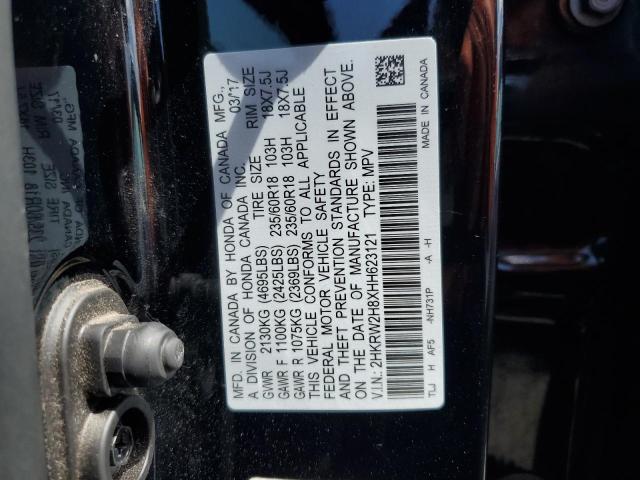 MFD. IN CANADA BY HONDA OF CANADA MFG.,
A DIVISION OF HONDA CANADA INC. 03/17
TIRE SIZE RIM SIZE
GVWR 2130KG (4695LBS)
GAWR F 1100KG (2425LBS) 235/60R18 103H 18X7.5J
GAWR R 1075KG (2369LBS) 235/60R18 103H 18X7.5J
THIS VEHICLE CONFORMS TO ALL APPLICABLE
FEDERAL MOTOR VEHICLE SAFETY
AND THEFT PREVENTION STANDARDS IN EFFECT
ON THE DATE OF MANUFACTURE SHOWN ABOVE.
V.I.N.: 2HKRW2H8XHH623121 TYPE: MPV
TLJ H AF5 -NH731P -A -H MADE IN CANADA